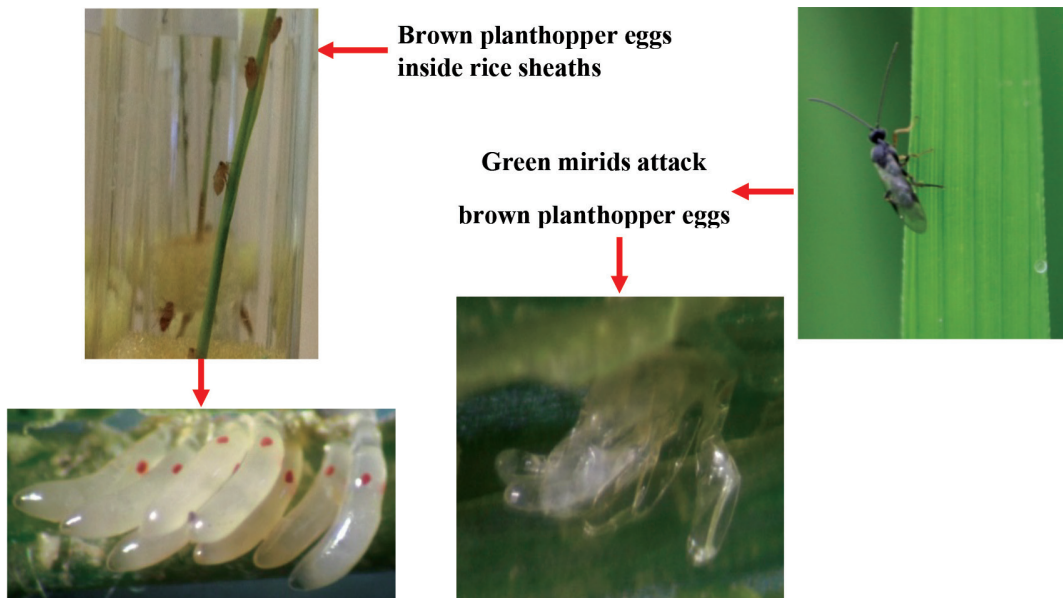 Brown planthopper eggs
inside rice sheaths
Green mirids attack
brown planthopper eggs